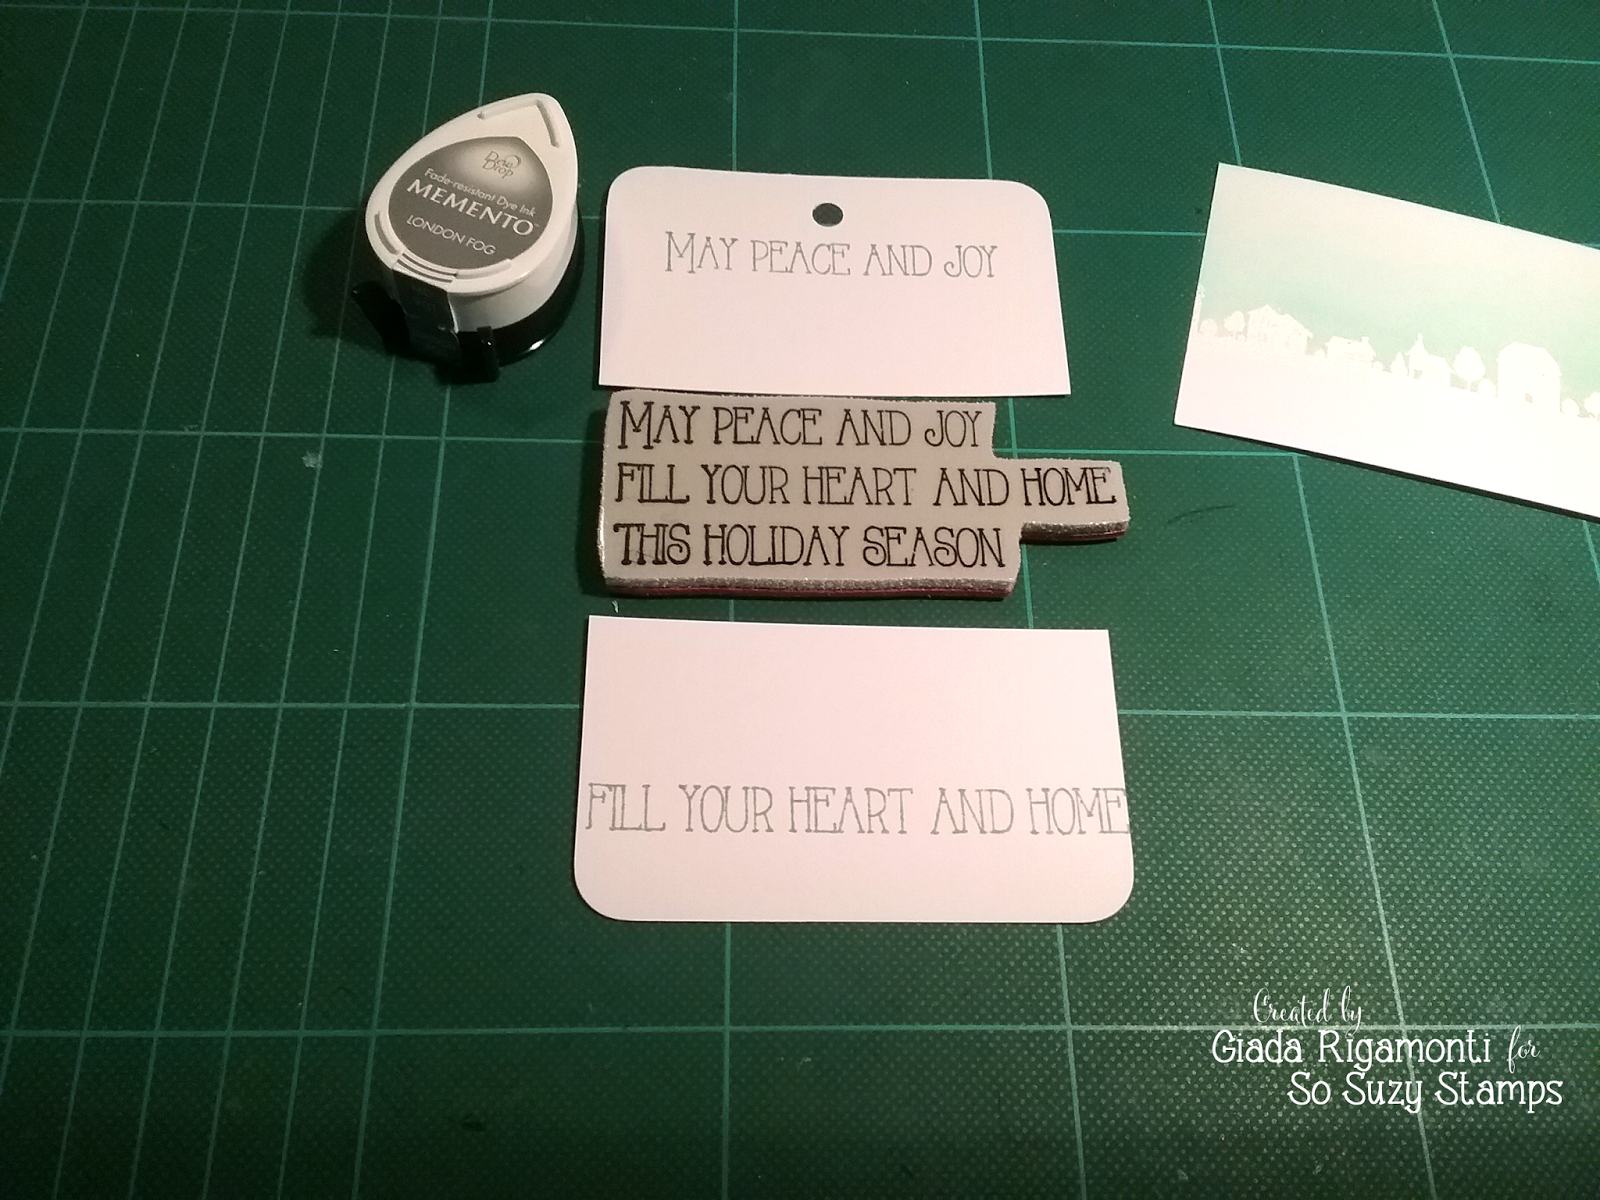 Dew
Drop
Fade-resistant Dye Ink
MEMENTO
LONDON FOG
MAY PEACE AND JOY
MAY PEACE AND JOY
FILL YOUR HEART AND HOME
THIS HOLIDAY SEASON
FILL YOUR HEART AND HOME
Created by
Giada Rigamonti for
So Suzy Stamps